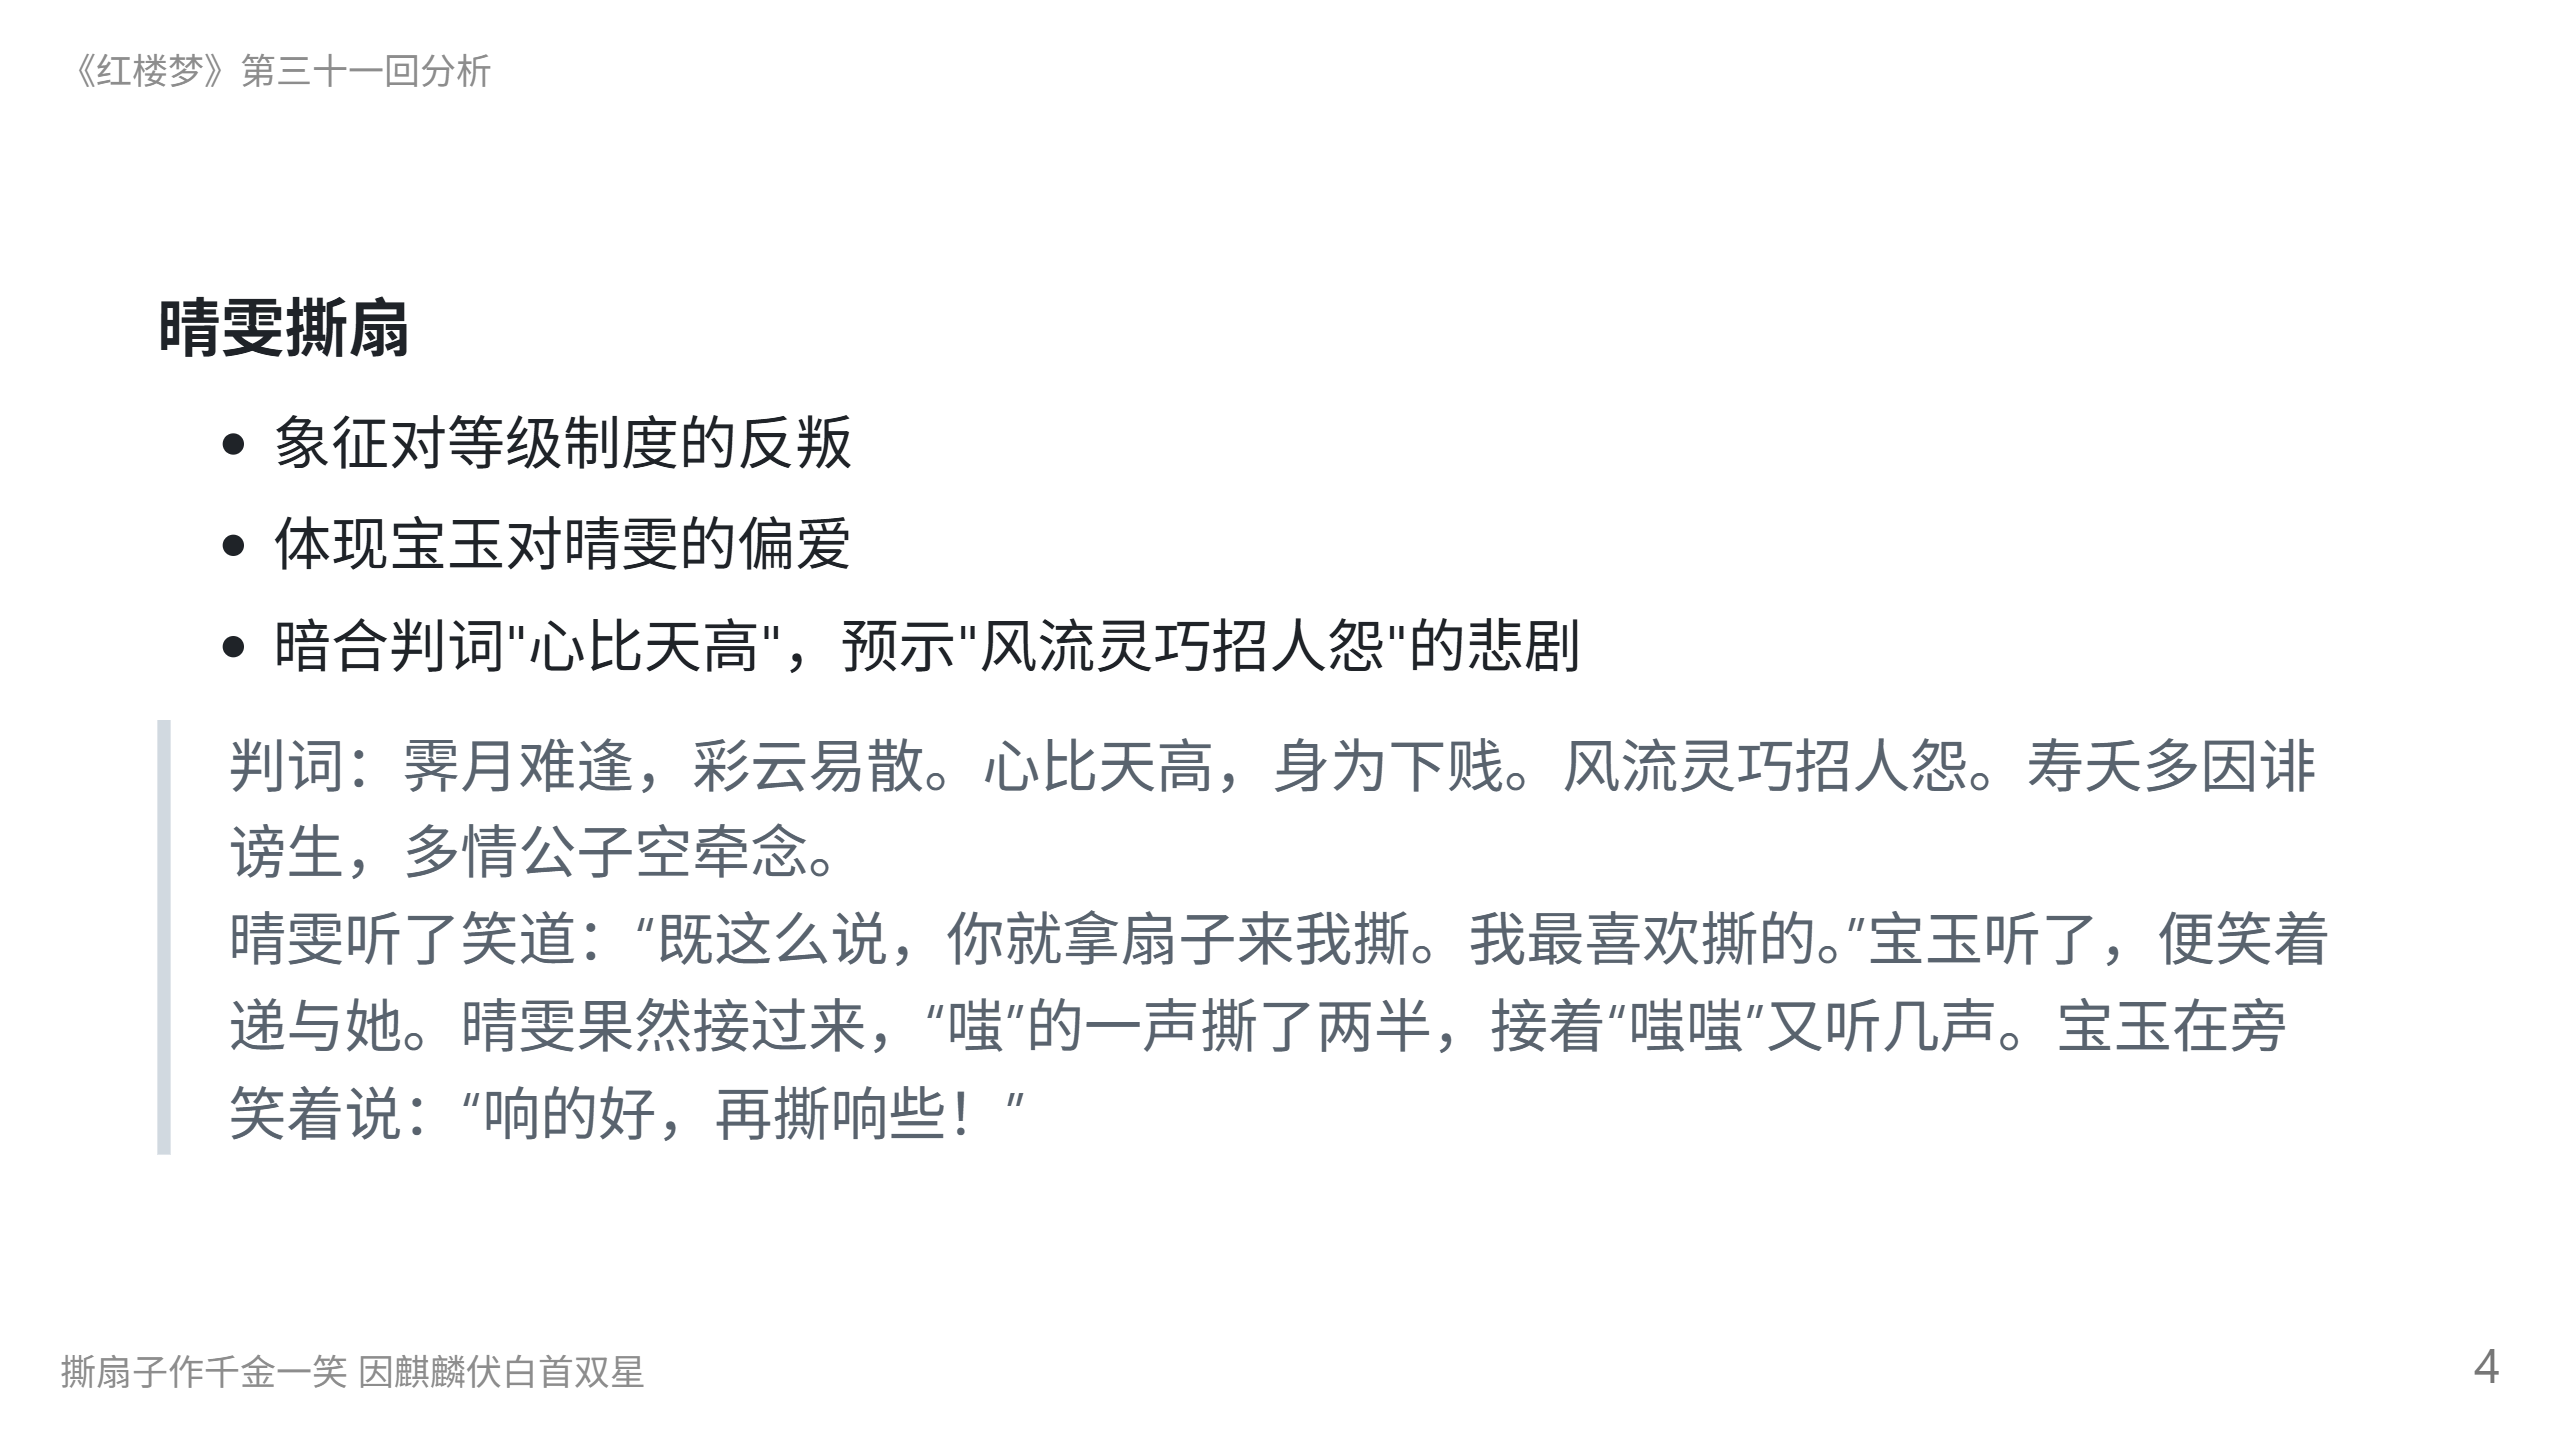 《红楼梦》第三十一回分析
晴雯撕扇
• 象征对等级制度的反叛
• 体现宝玉对晴雯的偏爱
• 暗合判词"心比天高"，预示"风流灵巧招人怨"的悲剧
判词：霁月难逢，彩云易散。心比天高，身为下贱。风流灵巧招人怨。寿夭多因诽
谤生，多情公子空牵念。
晴雯听了笑道：“既这么说，你就拿扇子来我撕。我最喜欢撕的。”宝玉听了，便笑着
递与她。晴雯果然接过来，“嗤”的一声撕了两半，接着“嗤嗤”又听几声。宝玉在旁
笑着说：“响的好，再撕响些！”
撕扇子作千金一笑 因麒麟伏白首双星
4